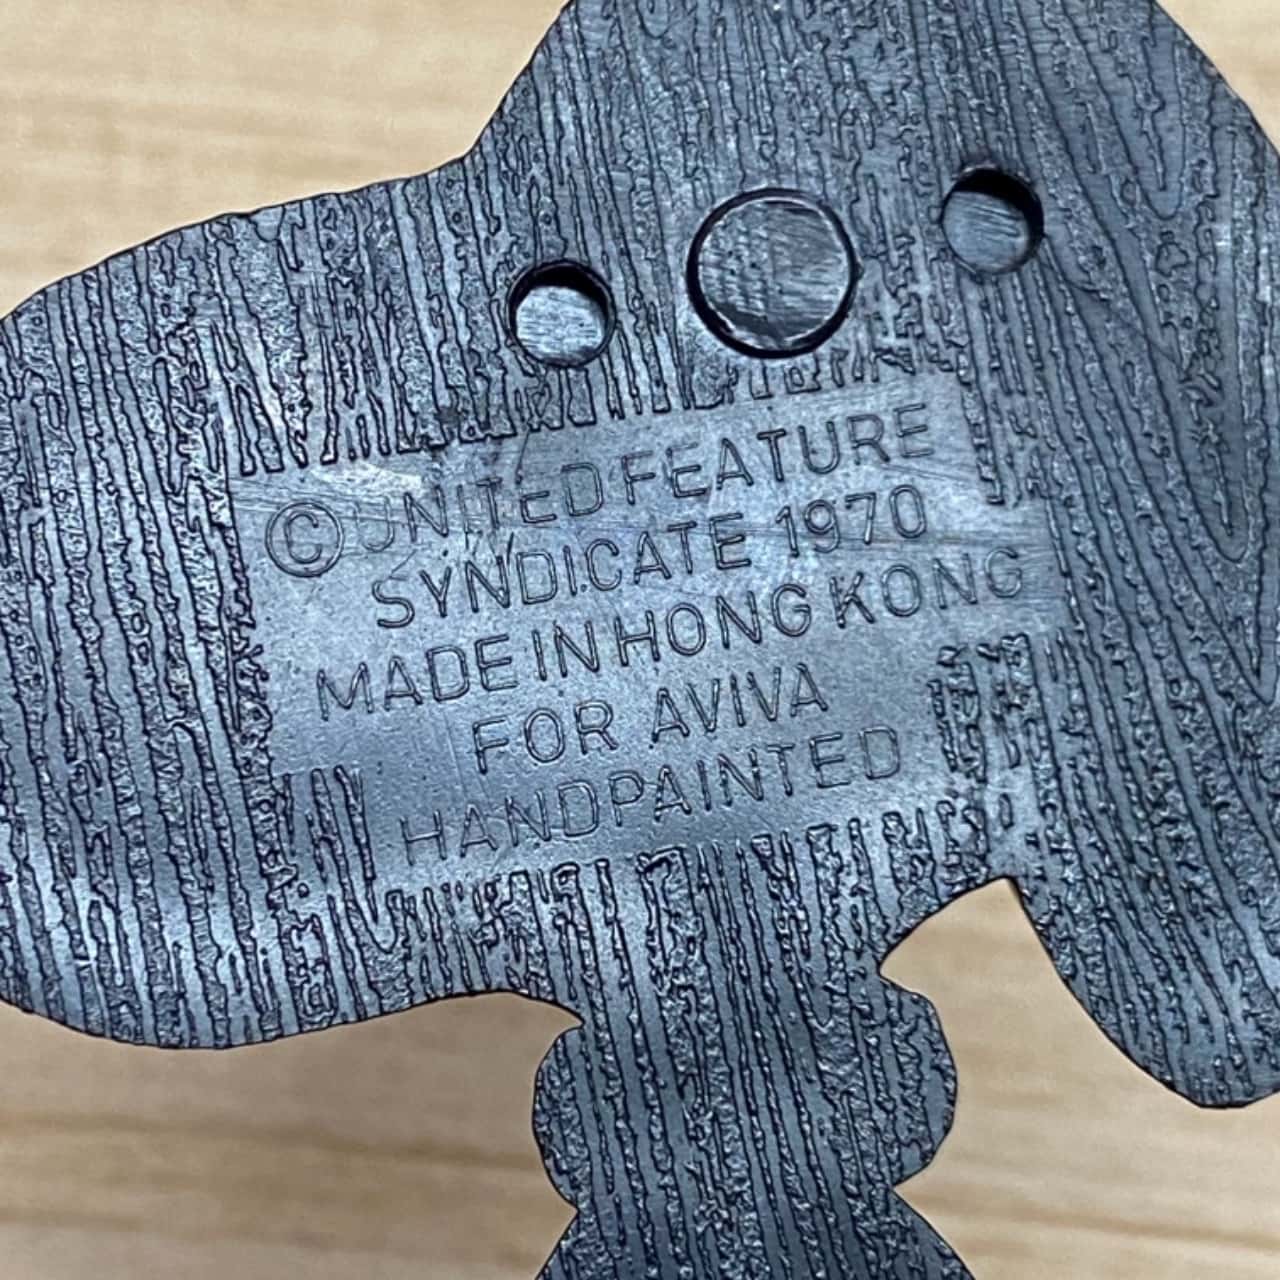 © UNITED FEATURE
SYNDICATE 1970
MADE IN HONG KONG
FOR AVIVA
HANDPAINTED